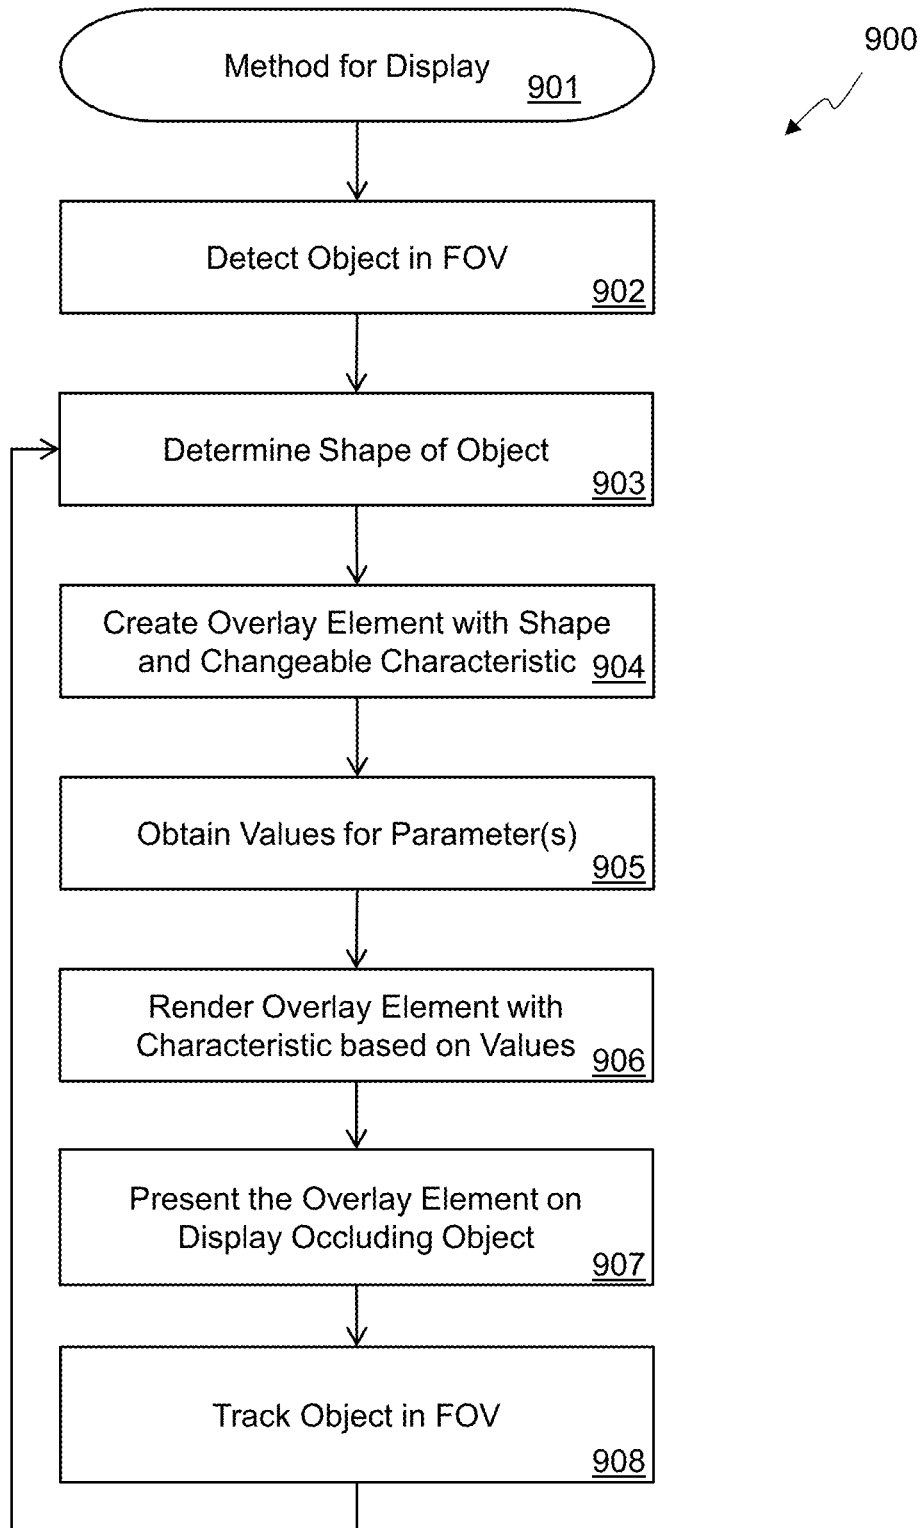 900
Method for Display
901
Detect Object in FOV
902
Determine Shape of Object
903
Create Overlay Element with Shape
and Changeable Characteristic
904
Obtain Values for Parameter(s)
905
Render Overlay Element with
Characteristic based on Values
906
Present the Overlay Element on
Display Occluding Object
907
Track Object in FOV
908